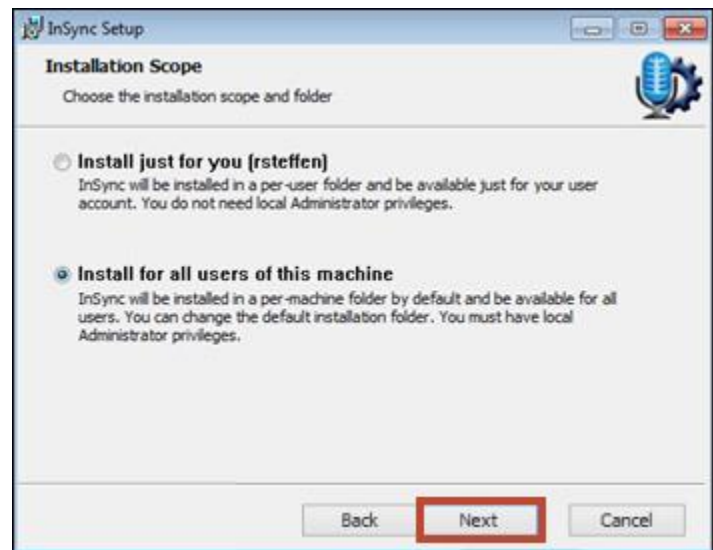 InSync Setup
Installation Scope
Choose the installation scope and folder
Install just for you (rsteffen)
InSync will be installed in a per-user folder and be available just for your user
account. You do not need local Administrator privileges.
Install for all users of this machine
InSync will be installed in a per-machine folder by default and be available for all
users. You can change the default installation folder. You must have local
Administrator privileges.
Back Next Cancel